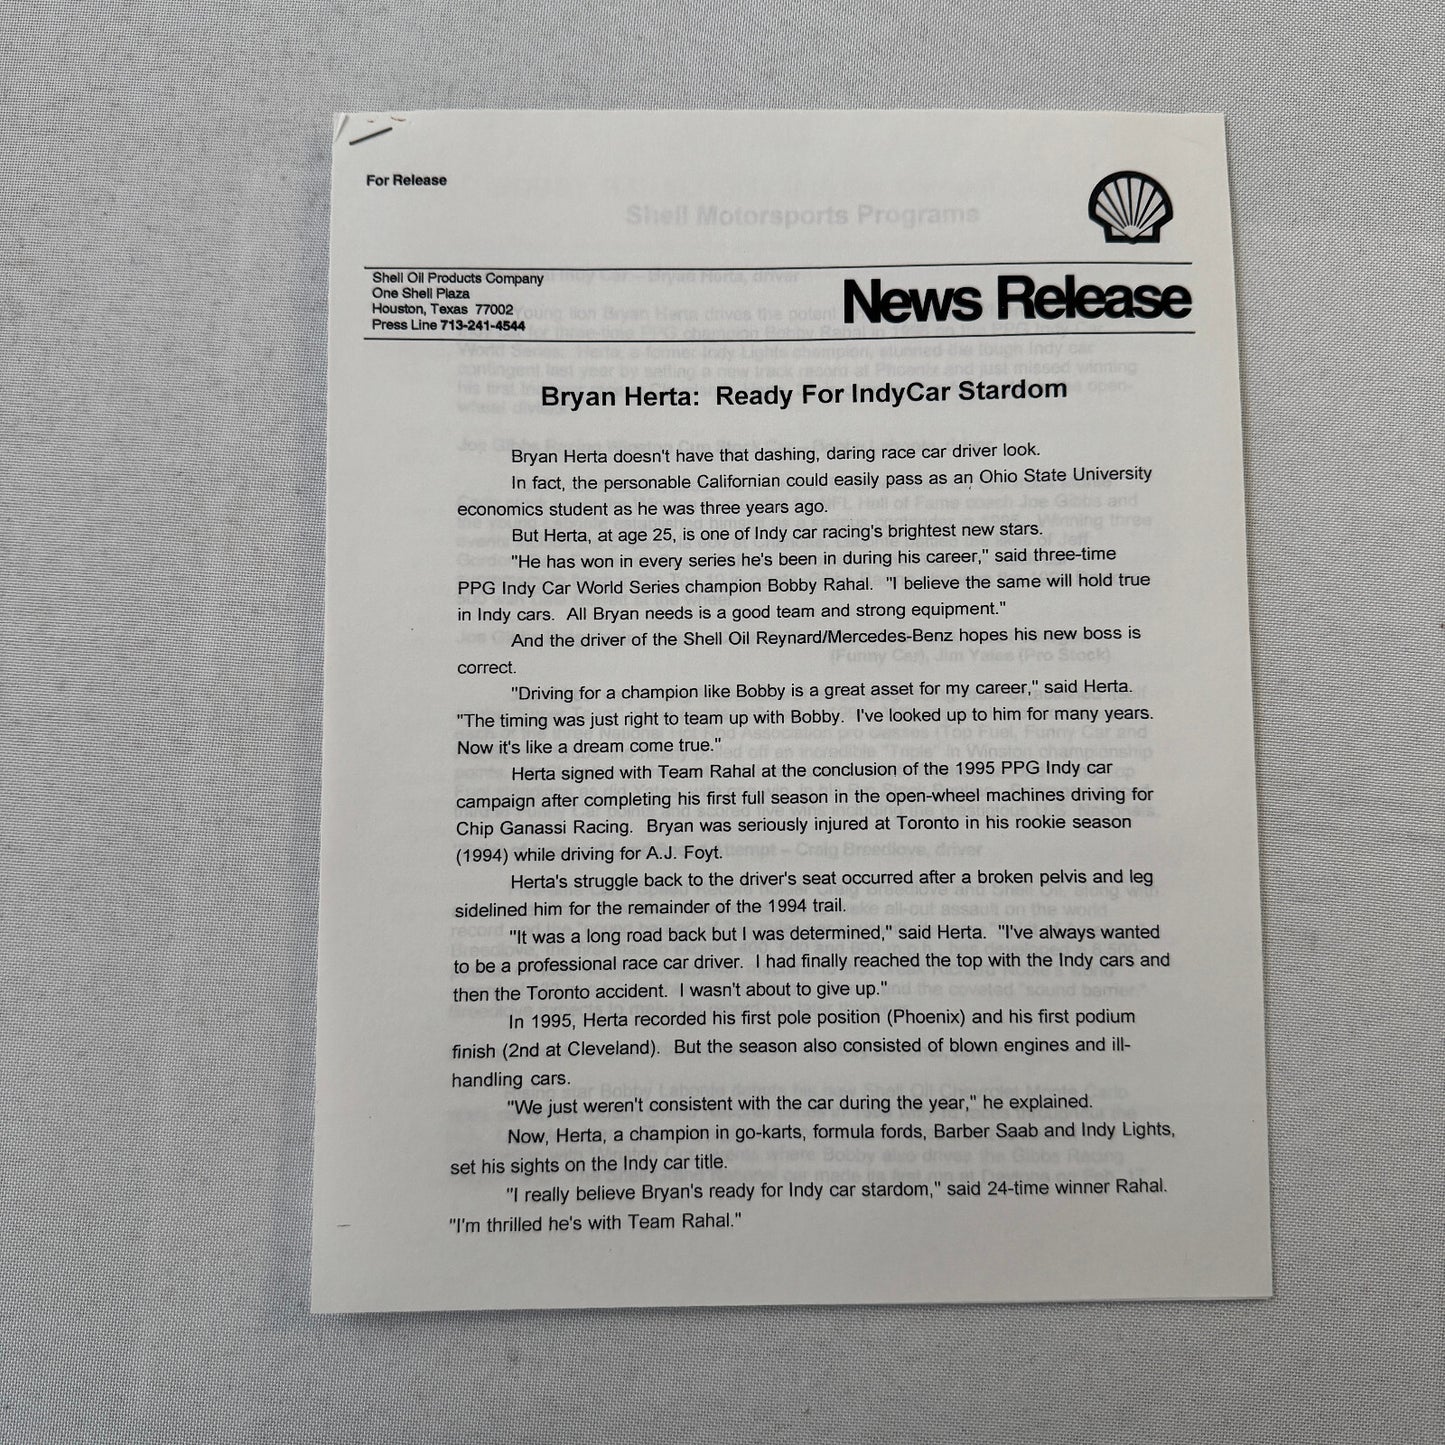 For Release
Shell Oil Products Company
One Shell Plaza
Houston, Texas 77002
Press Line 713-241-4544
News Release
Bryan Herta: Ready For IndyCar Stardom
Bryan Herta doesn't have that dashing, daring race car driver look.
In fact, the personable Californian could easily pass as an Ohio State University
economics student as he was three years ago.
But Herta, at age 25, is one of Indy car racing's brightest new stars.
"He has won in every series he's been in during his career," said three-time
PPG Indy Car World Series champion Bobby Rahal. "I believe the same will hold true
in Indy cars. All Bryan needs is a good team and strong equipment."
And the driver of the Shell Oil Reynard/Mercedes-Benz hopes his new boss is
correct.
"Driving for a champion like Bobby is a great asset for my career," said Herta.
"The timing was just right to team up with Bobby. I've looked up to him for many years.
Now it's like a dream come true."
Herta signed with Team Rahal at the conclusion of the 1995 PPG Indy car
campaign after completing his first full season in the open-wheel machines driving for
Chip Ganassi Racing. Bryan was seriously injured at Toronto in his rookie season
(1994) while driving for A.J. Foyt.
Herta's struggle back to the driver's seat occurred after a broken pelvis and leg
sidelined him for the remainder of the 1994 trail.
"It was a long road back but I was determined," said Herta. "I've always wanted
to be a professional race car driver. I had finally reached the top with the Indy cars and
then the Toronto accident. I wasn't about to give up."
In 1995, Herta recorded his first pole position (Phoenix) and his first podium
finish (2nd at Cleveland). But the season also consisted of blown engines and ill-
handling cars.
"We just weren't consistent with the car during the year," he explained.
Now, Herta, a champion in go-karts, formula fords, Barber Saab and Indy Lights,
set his sights on the Indy car title.
"I really believe Bryan's ready for Indy car stardom," said 24-time winner Rahal.
"I'm thrilled he's with Team Rahal."